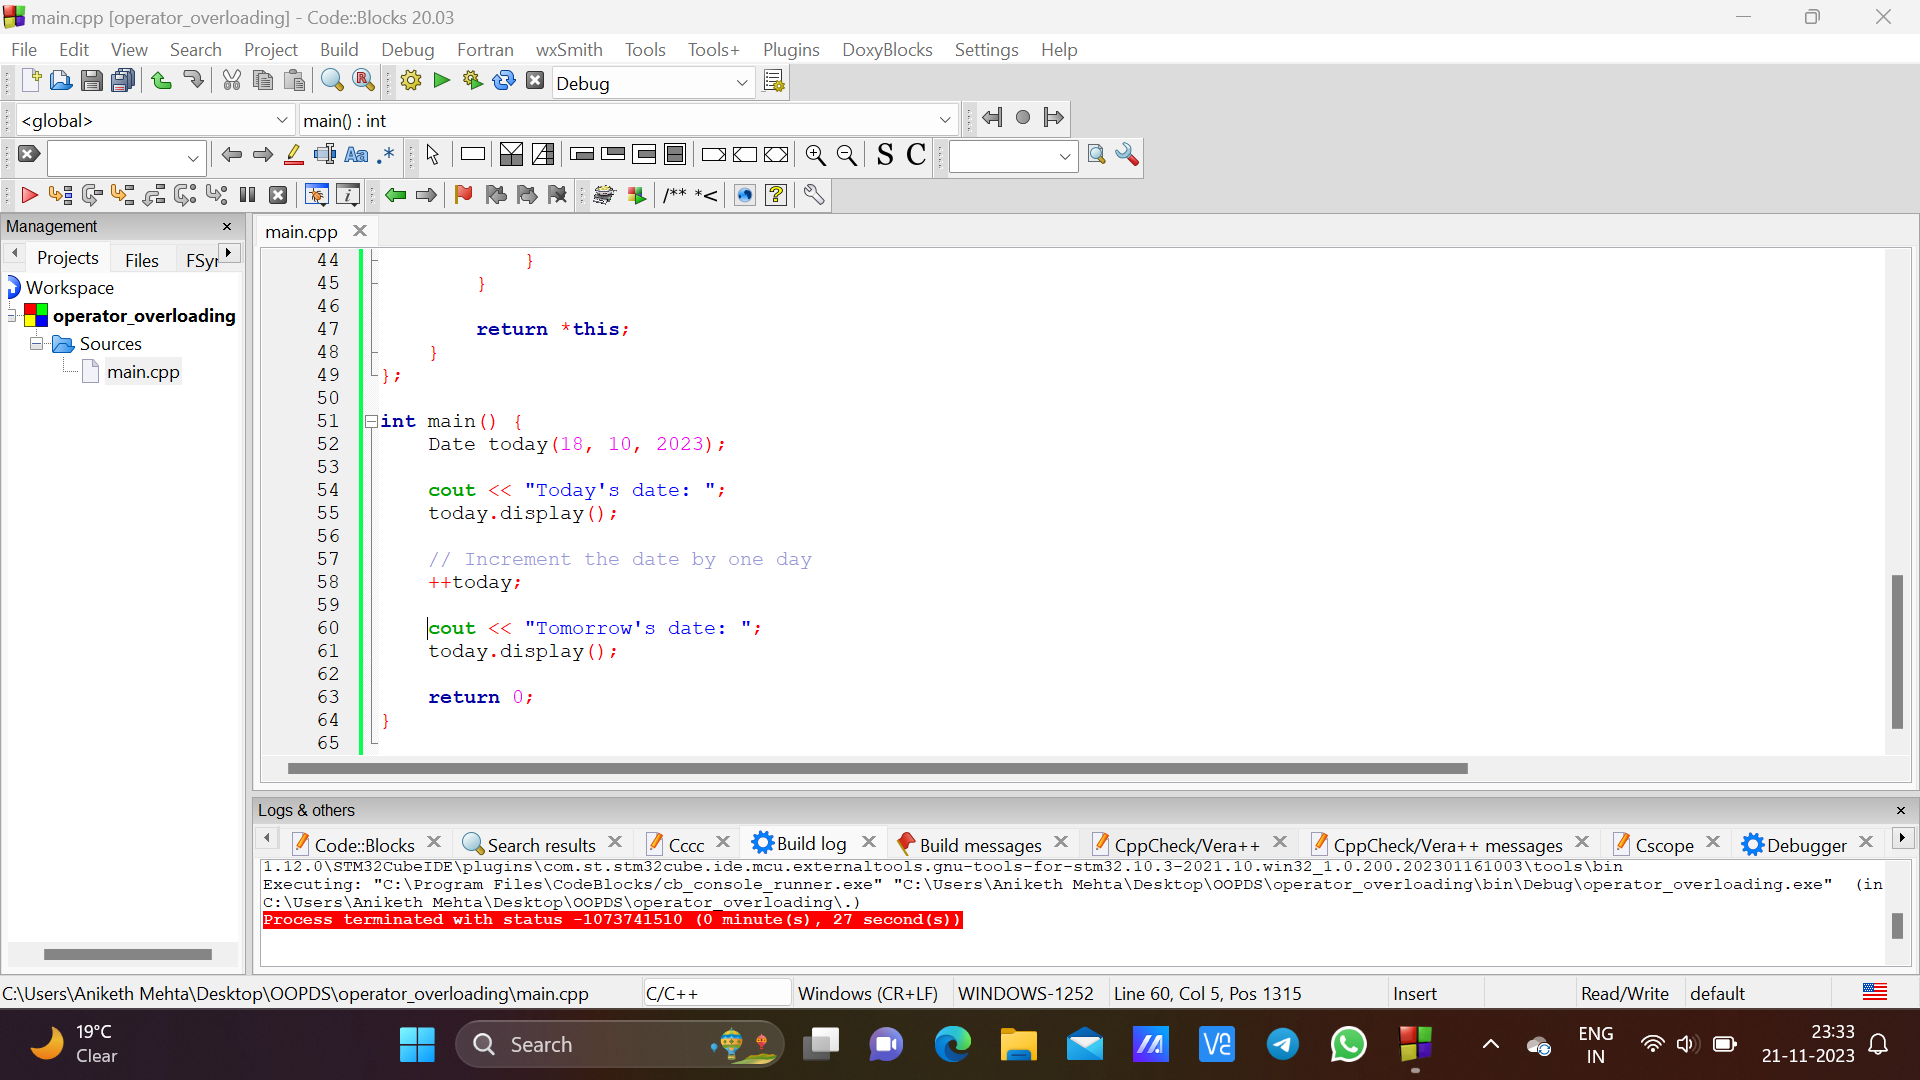 main.cpp [operator_overloading] - Code::Blocks 20.03
File Edit View Search Project Build Debug Fortran wxSmith Tools Tools+ Plugins DoxyBlocks Settings Help
Debug
<global> main() : int
Aa .* S C
/** *<
Management
main.cpp
Projects Files FSyr
Workspace
operator_overloading
Sources
main.cpp
44 }
45 }
46
47 return *this;
48 }
49 };
50
51 int main() {
52 Date today(18, 10, 2023);
53
54 cout << "Today's date: ";
55 today.display();
56
57 // Increment the date by one day
58 ++today;
59
60 cout << "Tomorrow's date: ";
61 today.display();
62
63 return 0;
64 }
65
Logs & others
Code::Blocks Search results Cccc Build log Build messages CppCheck/Vera++ CppCheck/Vera++ messages Cscope Debugger
1.12.0\STM32CubeIDE\plugins\com.st.stm32cube.ide.mcu.externaltools.gnu-tools-for-stm32.10.3-2021.10.win32_1.0.200.202301161003\tools\bin
Executing: "C:\Program Files\CodeBlocks/cb_console_runner.exe" "C:\Users\Aniketh Mehta\Desktop\OOPDS\operator_overloading\bin\Debug\operator_overloading.exe" (in
C:\Users\Aniketh Mehta\Desktop\OOPDS\operator_overloading\.)
Process terminated with status -1073741510 (0 minute(s), 27 second(s))
C:\Users\Aniketh Mehta\Desktop\OOPDS\operator_overloading\main.cpp C/C++ Windows (CR+LF) WINDOWS-1252 Line 60, Col 5, Pos 1315 Insert Read/Write default
19°C
Clear
Search
ENG
IN
23:33
21-11-2023